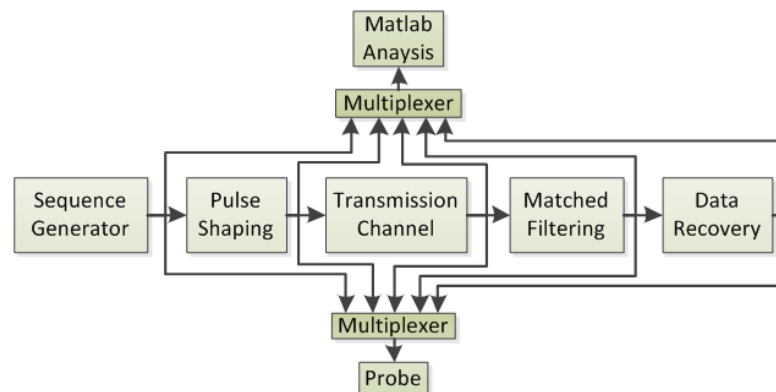 Matlab
Anaysis
Multiplexer
Sequence
Generator
Pulse
Shaping
Transmission
Channel
Matched
Filtering
Data
Recovery
Multiplexer
Probe